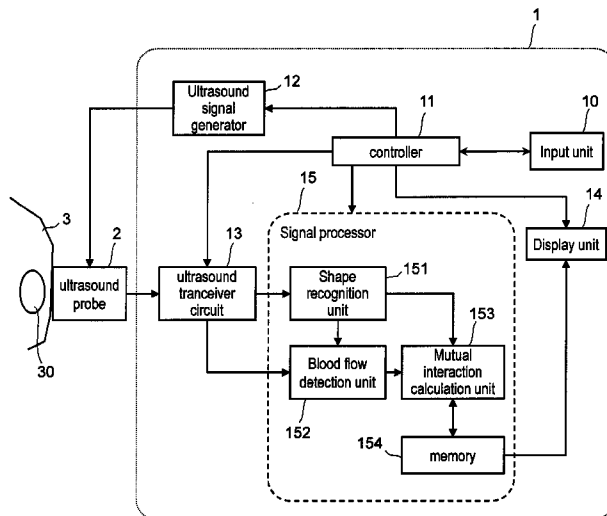 1
12
Ultrasound
signal
generator
11
controller
10
Input unit
15
14
Display unit
3
2
ultrasound
probe
13
ultrasound
tranceiver
circuit
Signal processor
151
Shape
recognition
unit
153
Blood flow
detection unit
Mutual
interaction
calculation unit
30
152
154
memory